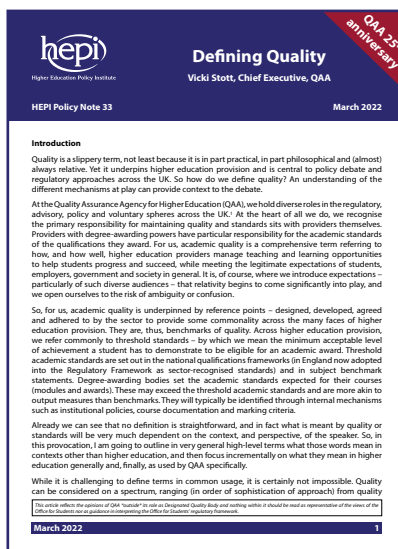 QAA 25th
anniversary
hepi
Higher Education Policy Institute
Defining Quality
Vicki Stott, Chief Executive, QAA
HEPI Policy Note 33
March 2022
Introduction
Quality is a slippery term, not least because it is in part practical, in part philosophical and (almost)
always relative. Yet it underpins higher education provision and is central to policy debate and
regulatory approaches across the UK. So how do we define quality? An understanding of the
different mechanisms at play can provide context to the debate.
At the Quality Assurance Agency for Higher Education (QAA), we hold diverse roles in the regulatory,
advisory, policy and voluntary spheres across the UK.¹ At the heart of all we do, we recognise
the primary responsibility for maintaining quality and standards sits with providers themselves.
Providers with degree-awarding powers have particular responsibility for the academic standards
of the qualifications they award. For us, academic quality is a comprehensive term referring to
how, and how well, higher education providers manage teaching and learning opportunities
to help students progress and succeed, while meeting the legitimate expectations of students,
employers, government and society in general. It is, of course, where we introduce expectations –
particularly of such diverse audiences – that relativity begins to come significantly into play, and
we open ourselves to the risk of ambiguity or confusion.
So, for us, academic quality is underpinned by reference points – designed, developed, agreed
and adhered to by the sector to provide some commonality across the many faces of higher
education provision. They are, thus, benchmarks of quality. Across higher education provision,
we refer commonly to threshold standards – by which we mean the minimum acceptable level
of achievement a student has to demonstrate to be eligible for an academic award. Threshold
academic standards are set out in the national qualifications frameworks (in England now adopted
into the Regulatory Framework as sector-recognised standards) and in subject benchmark
statements. Degree-awarding bodies set the academic standards expected for their courses
(modules and awards). These may exceed the threshold academic standards and are more akin to
output measures than benchmarks. They will typically be identified through internal mechanisms
such as institutional policies, course documentation and marking criteria.
Already we can see that no definition is straightforward, and in fact what is meant by quality or
standards will be very much dependent on the context, and perspective, of the speaker. So, in
this provocation, I am going to outline in very general high-level terms what those words mean in
contexts other than higher education, and then focus incrementally on what they mean in higher
education generally and, finally, as used by QAA specifically.
While it is challenging to define terms in common usage, it is certainly not impossible. Quality
can be considered on a spectrum, ranging (in order of sophistication of approach) from quality
This article reflects the opinions of QAA *outside* its role as Designated Quality Body and nothing within it should be read as representative of the views of the
Office for Students nor as guidance in interpreting the Office for Students' regulatory framework.
March 2022
1